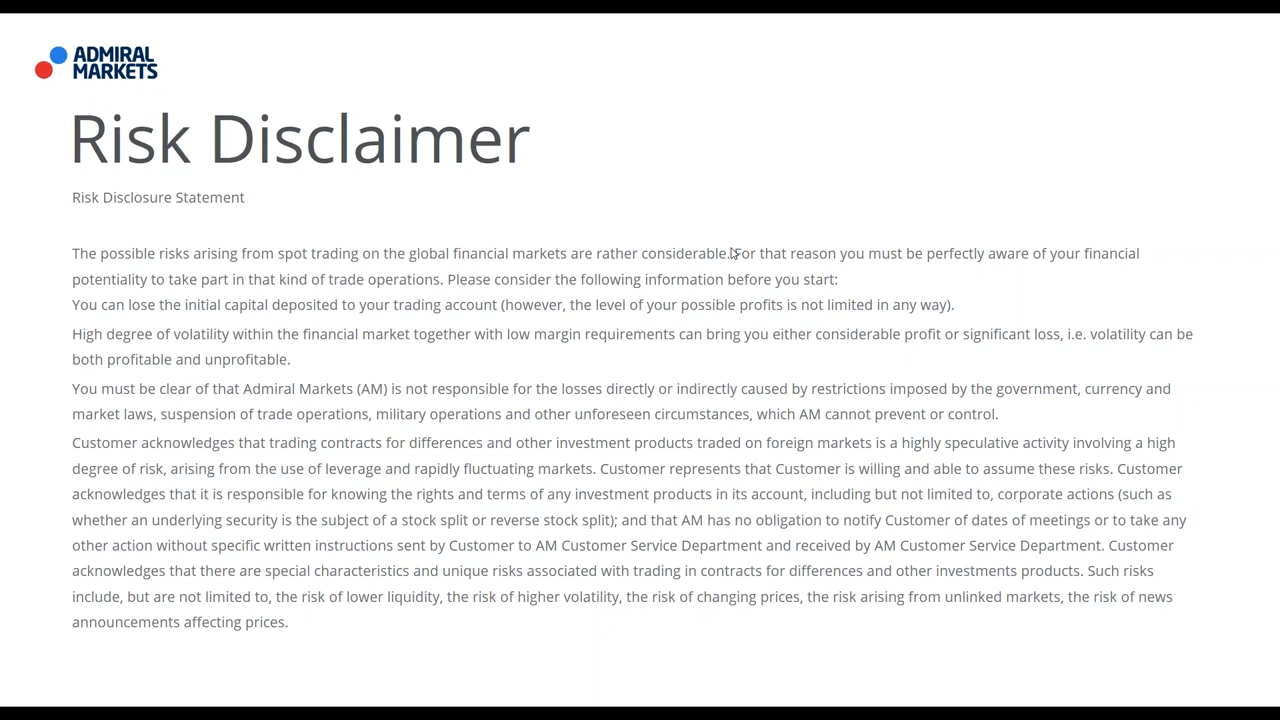 ADMIRAL
MARKETS
Risk Disclaimer
Risk Disclosure Statement
The possible risks arising from spot trading on the global financial markets are rather considerable. For that reason you must be perfectly aware of your financial
potentiality to take part in that kind of trade operations. Please consider the following information before you start:
You can lose the initial capital deposited to your trading account (however, the level of your possible profits is not limited in any way).
High degree of volatility within the financial market together with low margin requirements can bring you either considerable profit or significant loss, i.e. volatility can be
both profitable and unprofitable.
You must be clear of that Admiral Markets (AM) is not responsible for the losses directly or indirectly caused by restrictions imposed by the government, currency and
market laws, suspension of trade operations, military operations and other unforeseen circumstances, which AM cannot prevent or control.
Customer acknowledges that trading contracts for differences and other investment products traded on foreign markets is a highly speculative activity involving a high
degree of risk, arising from the use of leverage and rapidly fluctuating markets. Customer represents that Customer is willing and able to assume these risks. Customer
acknowledges that it is responsible for knowing the rights and terms of any investment products in its account, including but not limited to, corporate actions (such as
whether an underlying security is the subject of a stock split or reverse stock split); and that AM has no obligation to notify Customer of dates of meetings or to take any
other action without specific written instructions sent by Customer to AM Customer Service Department and received by AM Customer Service Department. Customer
acknowledges that there are special characteristics and unique risks associated with trading in contracts for differences and other investments products. Such risks
include, but are not limited to, the risk of lower liquidity, the risk of higher volatility, the risk of changing prices, the risk arising from unlinked markets, the risk of news
announcements affecting prices.